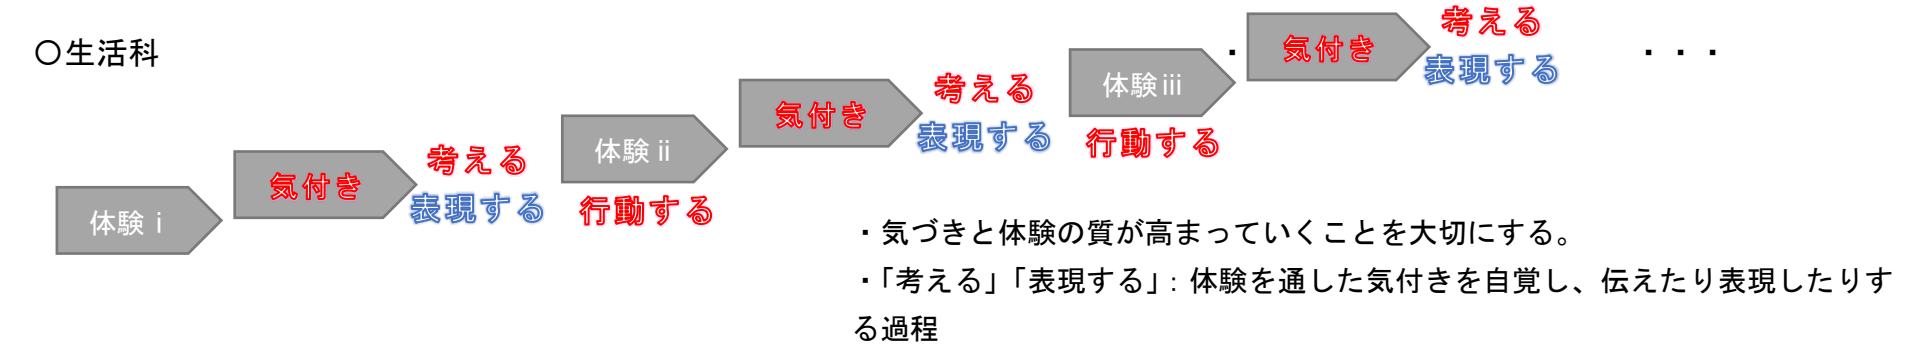 〇生活科
体験ⅰ
気付き
考える
表現する
体験ⅱ
行動する
気付き
考える
表現する
体験ⅲ
行動する
・
気付き
考える
表現する
・・・
・気づきと体験の質が高まっていくことを大切にする。
・「考える」「表現する」：体験を通した気付きを自覚し、伝えたり表現したりす
る過程